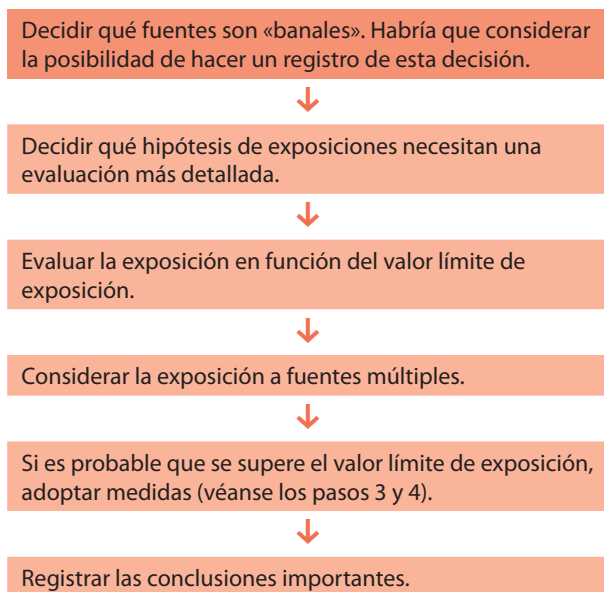 Decidir qué fuentes son «banales». Habría que considerar
la posibilidad de hacer un registro de esta decisión.
Decidir qué hipótesis de exposiciones necesitan una
evaluación más detallada.
Evaluar la exposición en función del valor límite de
exposición.
Considerar la exposición a fuentes múltiples.
Si es probable que se supere el valor límite de exposición,
adoptar medidas (véanse los pasos 3 y 4).
Registrar las conclusiones importantes.